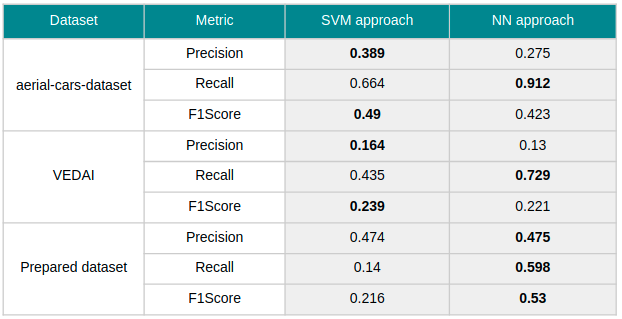 Dataset Metric SVM approach NN approach
aerial-cars-dataset Precision 0.389 0.275
Recall 0.664 0.912
F1Score 0.49 0.423
VEDAI Precision 0.164 0.13
Recall 0.435 0.729
F1Score 0.239 0.221
Prepared dataset Precision 0.474 0.475
Recall 0.14 0.598
F1Score 0.216 0.53